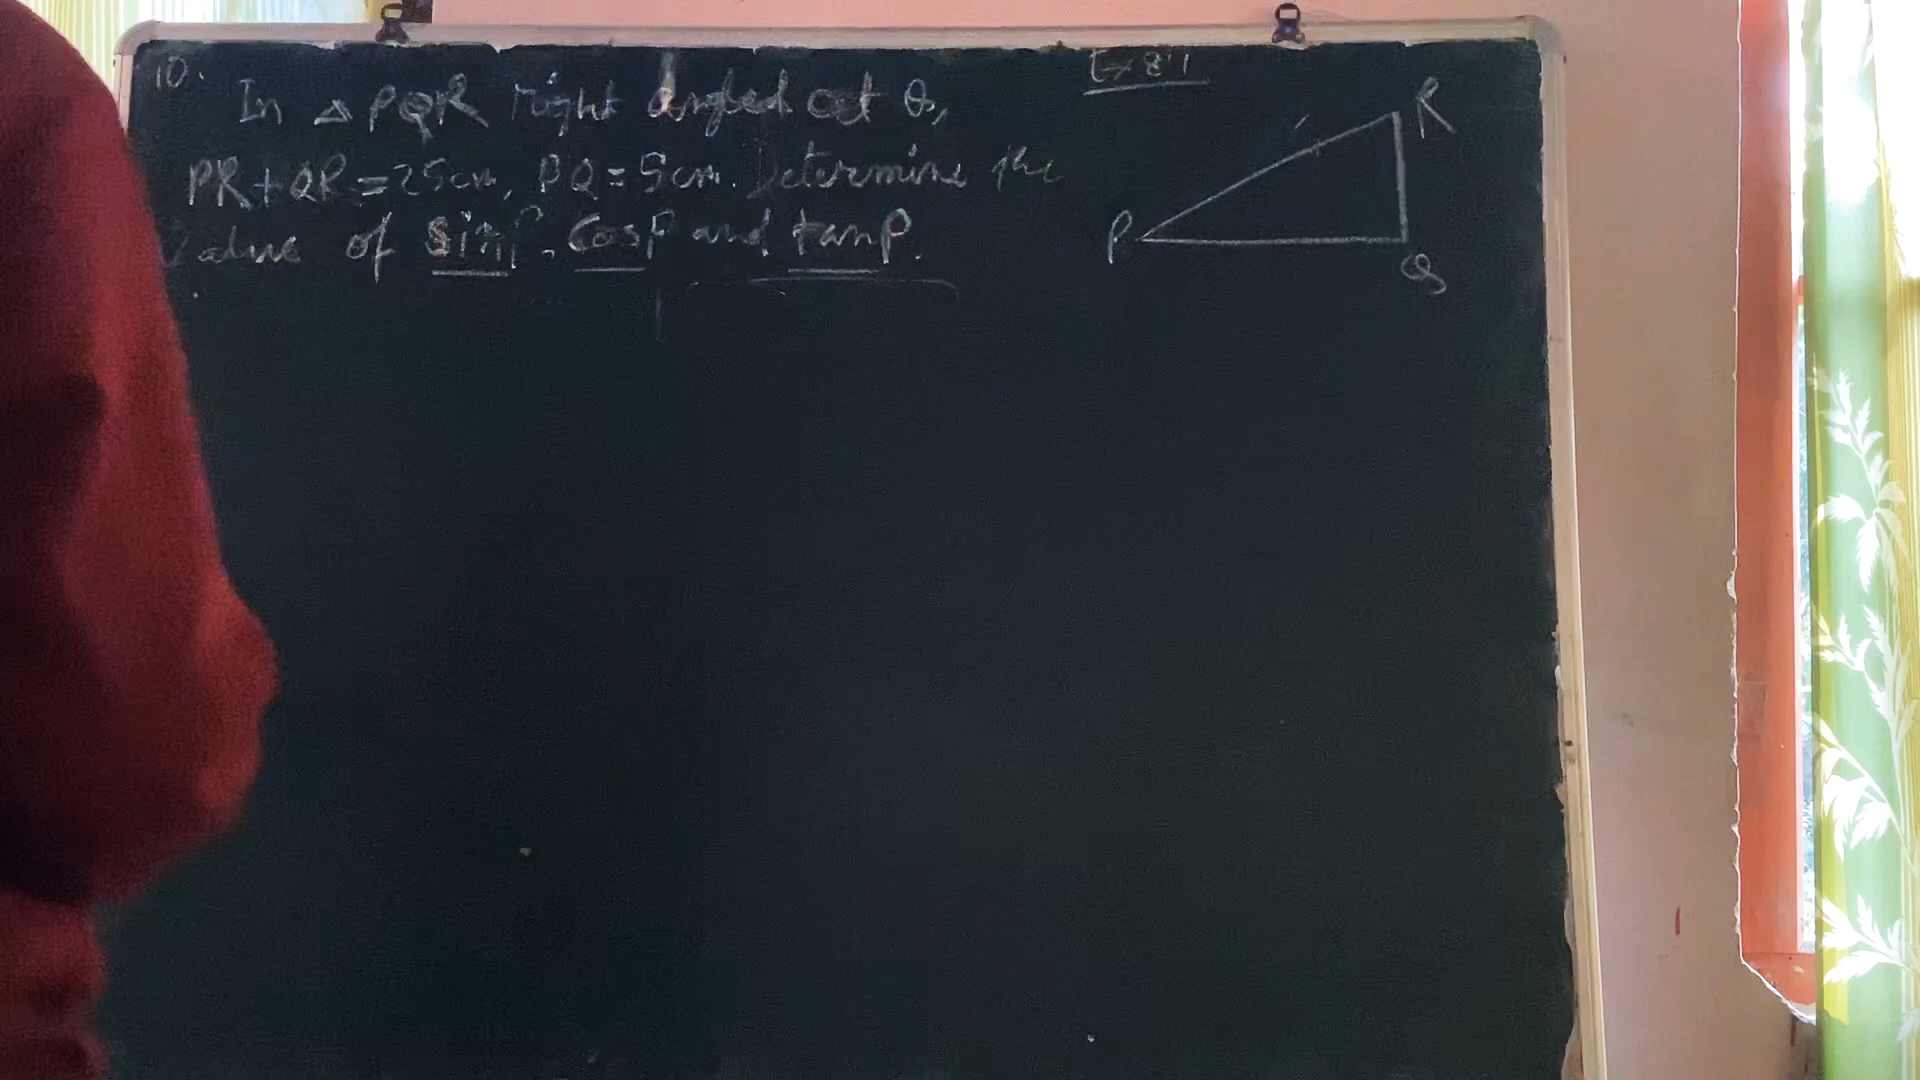 10.
Ex 8.1
In △PQR right angled at Q,
PR+QR=25cm, PQ=5cm. Determine the
value of sinP, CosP and tanP.
R
P
Q